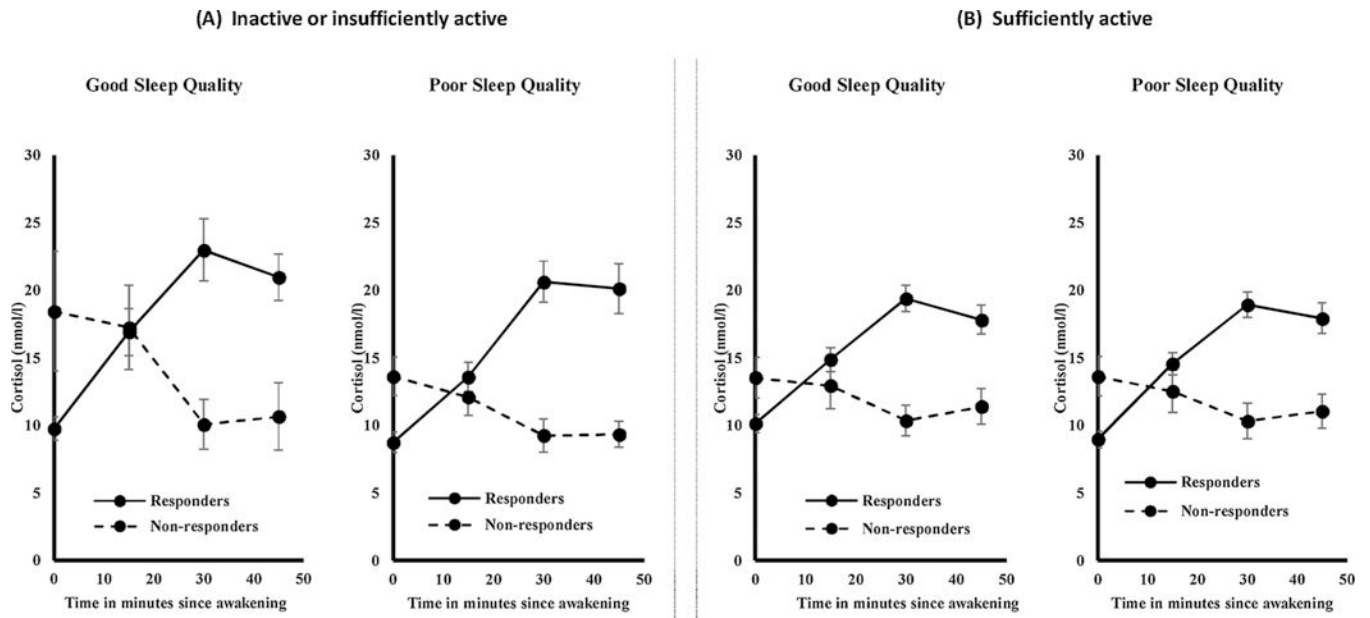 (A) Inactive or insufficiently active
Good Sleep Quality
Poor Sleep Quality
30
25
20
15
10
5
0
Cortisol (nmol/l)
Responders
Non-responders
0 10 20 30 40 50
Time in minutes since awakening
30
25
20
15
10
5
0
Cortisol (nmol/l)
Responders
Non-responders
0 10 20 30 40 50
Time in minutes since awakening
(B) Sufficiently active
Good Sleep Quality
Poor Sleep Quality
30
25
20
15
10
5
0
Cortisol (nmol/l)
Responders
Non-responders
0 10 20 30 40 50
Time in minutes since awakening
30
25
20
15
10
5
0
Cortisol (nmol/l)
Responders
Non-responders
0 10 20 30 40 50
Time in minutes since awakening